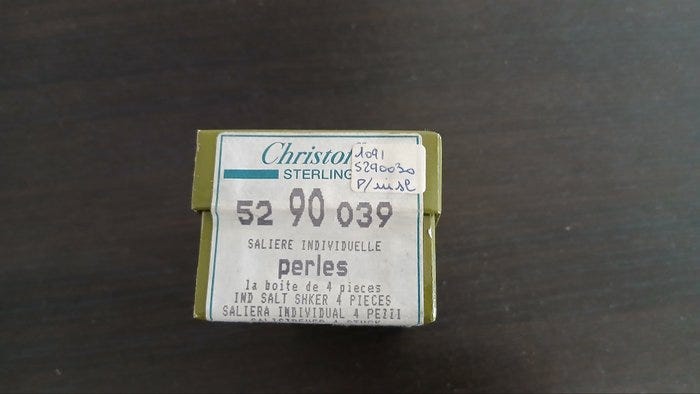 Christof
STERLING
1091
5290030
52 90 039
SALIERE INDIVIDUELLE
perles
la boite de 4 pieces
IND SALT SHKER 4 PIECES
SALIERA INDIVIDUAL 4 PEZZI